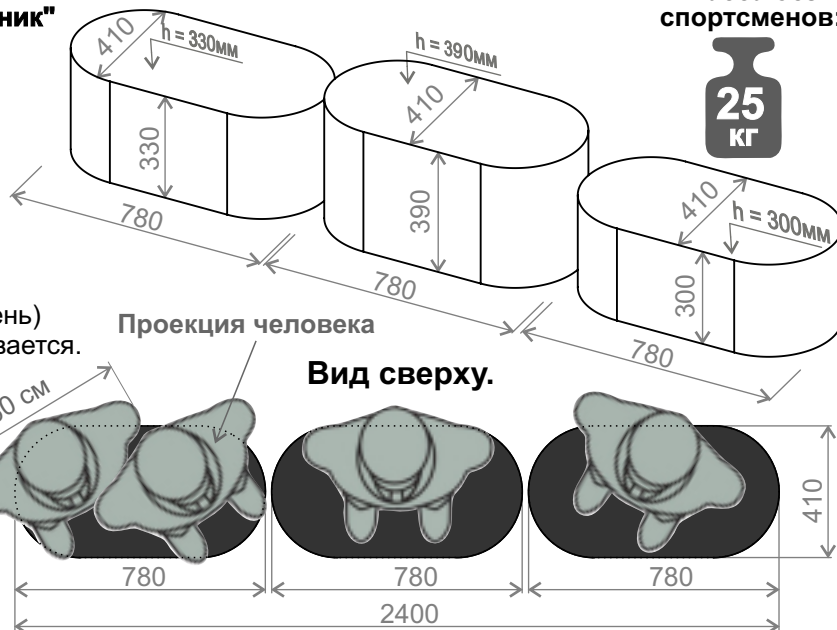 ник"
спортсменов:
25
кг
410
h = 330мм
330
780
h = 390мм
410
390
780
410
h = 300мм
300
780
ень)
вается.
Проекция человека
Вид сверху.
0 см
780
780
780
410
2400